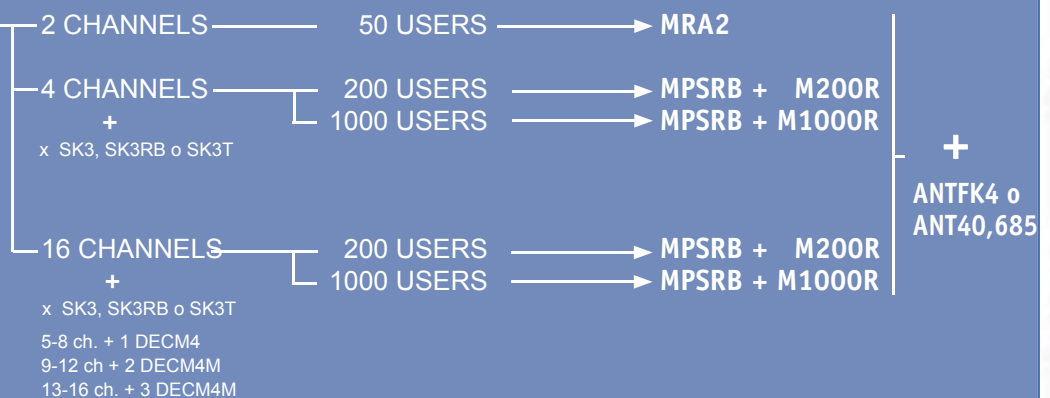 2 CHANNELS 50 USERS MRA2
4 CHANNELS 200 USERS MPSRB + M200R
+ 1000 USERS MPSRB + M1000R
x SK3, SK3RB o SK3T
+
ANTFK4 o
ANT40,685
16 CHANNELS 200 USERS MPSRB + M200R
+ 1000 USERS MPSRB + M1000R
x SK3, SK3RB o SK3T
5-8 ch. + 1 DECM4
9-12 ch + 2 DECM4M
13-16 ch. + 3 DECM4M